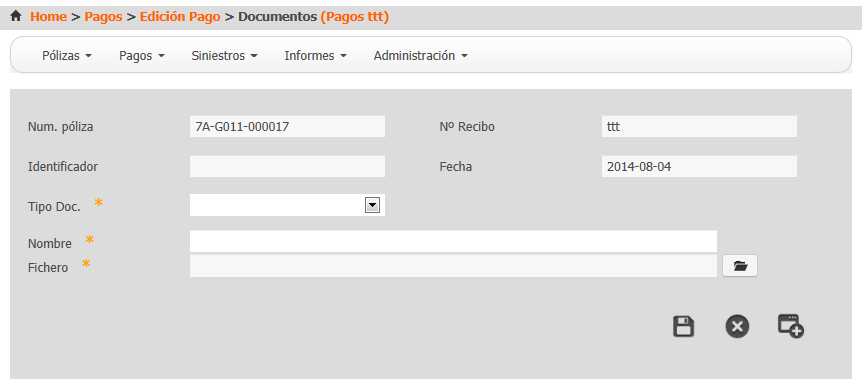 Home > Pagos > Edición Pago > Documentos (Pagos ttt)
Pólizas Pagos Siniestros Informes Administración
Num. póliza 7A-G011-000017 Nº Recibo ttt
Identificador Fecha 2014-08-04
Tipo Doc. *
Nombre *
Fichero *